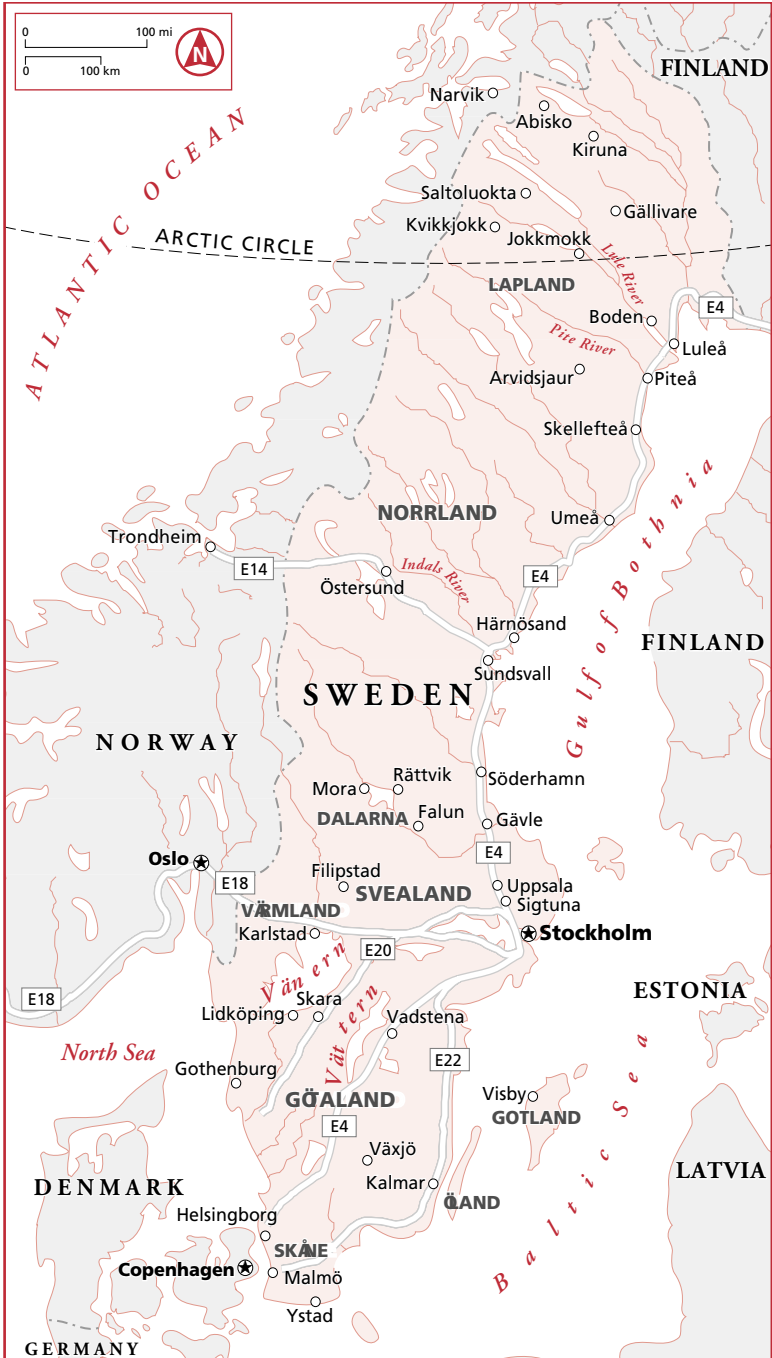 0 100 mi
0 100 km
N
FINLAND
Narvik
Abisko
Kiruna
ATLANTIC OCEAN
Saltoluokta
Gällivare
Kvikkjokk
ARCTIC CIRCLE
Jokkmokk
Lule River
LAPLAND
E4
Boden
Pite River
Luleå
Arvidsjaur
Piteå
Skellefteå
NORRLAND
Umeå
Trondheim
E14
Indals River
E4
Östersund
Gulf of Bothnia
Härnösand
FINLAND
Sundsvall
SWEDEN
NORWAY
Söderhamn
Mora
Rättvik
DALARNA
Falun
Gävle
E4
Oslo
E18
Filipstad
SVEALAND
Uppsala
Sigtuna
VÄRMLAND
Karlstad
Stockholm
E20
Vänern
E18
ESTONIA
Lidköping
Skara
Vättern
Vadstena
North Sea
E22
Gothenburg
Visby
GÖTALAND
GOTLAND
E4
Baltic Sea
Växjö
LATVIA
DENMARK
Kalmar
ÖLAND
Helsingborg
SKÅNE
Copenhagen
Malmö
Ystad
GERMANY